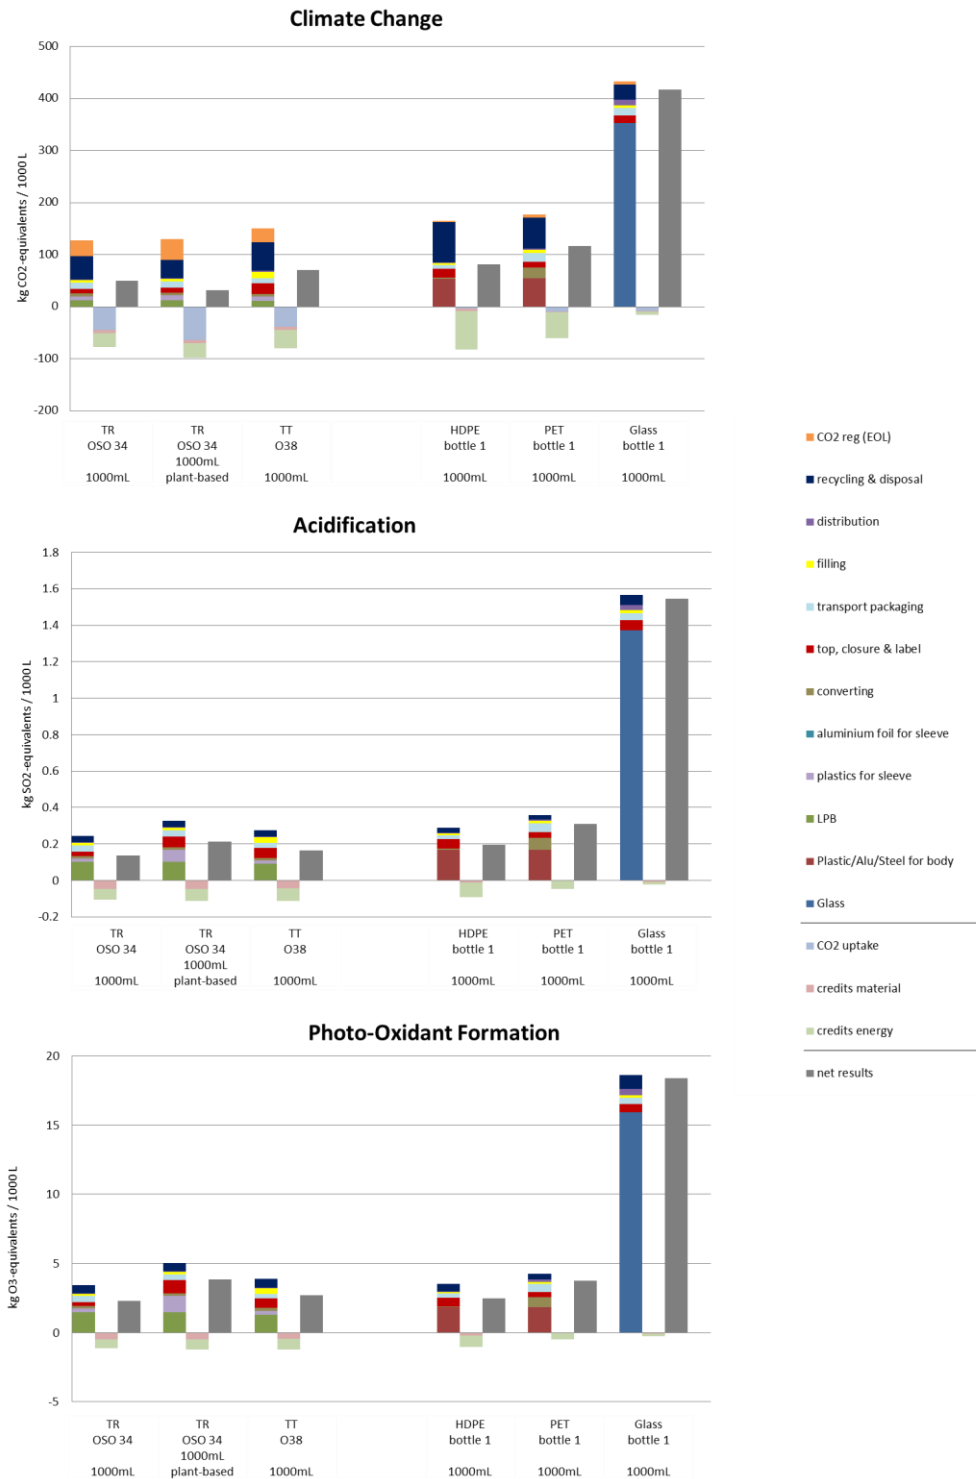 Climate Change
kg CO2-equivalents / 1000 L
500
400
300
200
100
0
-100
-200
TR
OSO 34
1000mL
TR
OSO 34
1000mL
plant-based
TT
O38
1000mL
HDPE
bottle 1
1000mL
PET
bottle 1
1000mL
Glass
bottle 1
1000mL
Acidification
kg SO2-equivalents / 1000 L
1.8
1.6
1.4
1.2
1
0.8
0.6
0.4
0.2
0
-0.2
TR
OSO 34
1000mL
TR
OSO 34
1000mL
plant-based
TT
O38
1000mL
HDPE
bottle 1
1000mL
PET
bottle 1
1000mL
Glass
bottle 1
1000mL
Photo-Oxidant Formation
kg O3-equivalents / 1000 L
20
15
10
5
0
-5
TR
OSO 34
1000mL
TR
OSO 34
1000mL
plant-based
TT
O38
1000mL
HDPE
bottle 1
1000mL
PET
bottle 1
1000mL
Glass
bottle 1
1000mL
CO2 reg (EOL)
recycling & disposal
distribution
filling
transport packaging
top, closure & label
converting
aluminium foil for sleeve
plastics for sleeve
LPB
Plastic/Alu/Steel for body
Glass
CO2 uptake
credits material
credits energy
net results